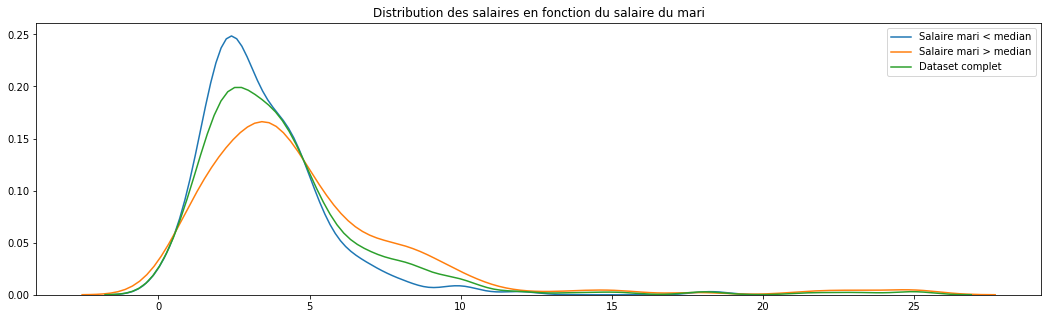 Distribution des salaires en fonction du salaire du mari
Salaire mari < median
Salaire mari > median
Dataset complet
0.25
0.20
0.15
0.10
0.05
0.00
0 5 10 15 20 25